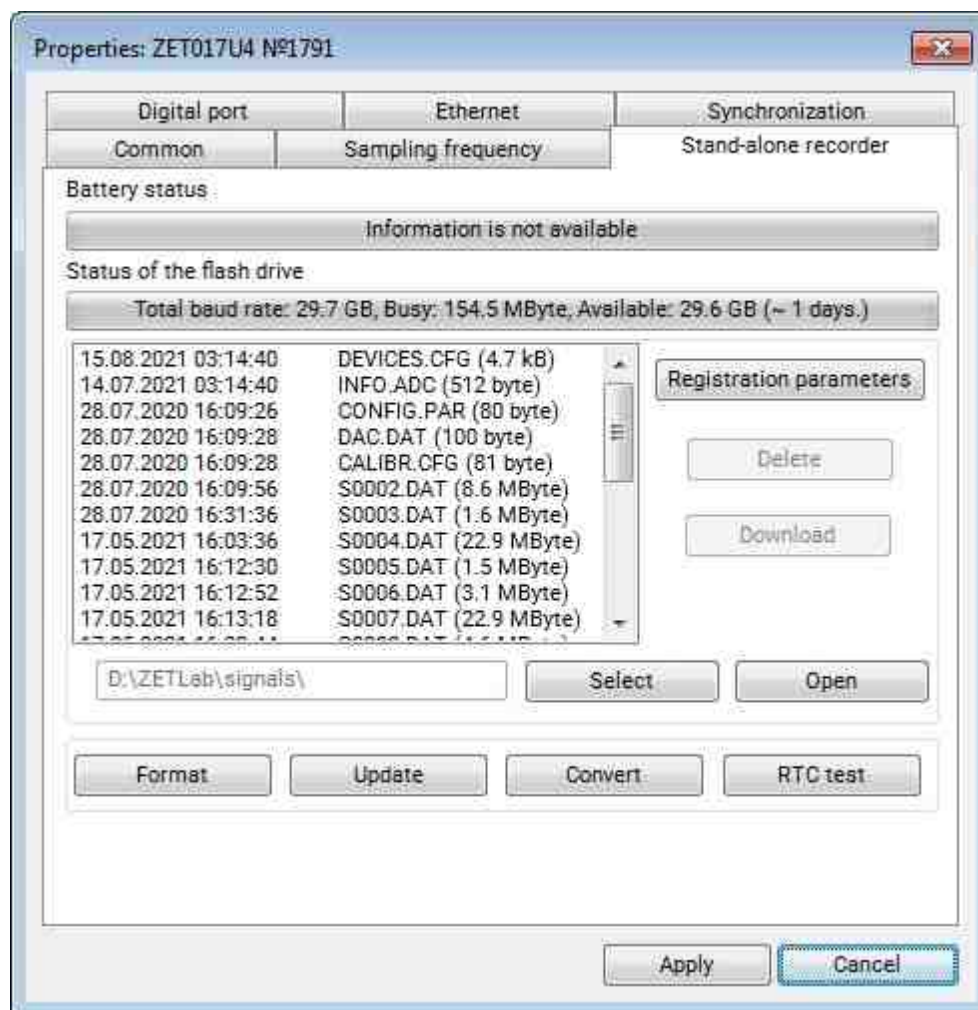 Properties: ZET017U4 №1791
Digital port Ethernet Synchronization
Common Sampling frequency Stand-alone recorder
Battery status
Information is not available
Status of the flash drive
Total baud rate: 29.7 GB, Busy: 154.5 MByte, Available: 29.6 GB (~ 1 days.)
15.08.2021 03:14:40 DEVICES.CFG (4.7 kB)
14.07.2021 03:14:40 INFO.ADC (512 byte)
28.07.2020 16:09:26 CONFIG.PAR (80 byte)
28.07.2020 16:09:28 DAC.DAT (100 byte)
28.07.2020 16:09:28 CALIBR.CFG (81 byte)
28.07.2020 16:09:56 S0002.DAT (8.6 MByte)
28.07.2020 16:31:36 S0003.DAT (1.6 MByte)
17.05.2021 16:03:36 S0004.DAT (22.9 MByte)
17.05.2021 16:12:30 S0005.DAT (1.5 MByte)
17.05.2021 16:12:52 S0006.DAT (3.1 MByte)
17.05.2021 16:13:18 S0007.DAT (22.9 MByte)
Registration parameters
Delete
Download
D:\ZETLab\signals\ Select Open
Format Update Convert RTC test
Apply Cancel